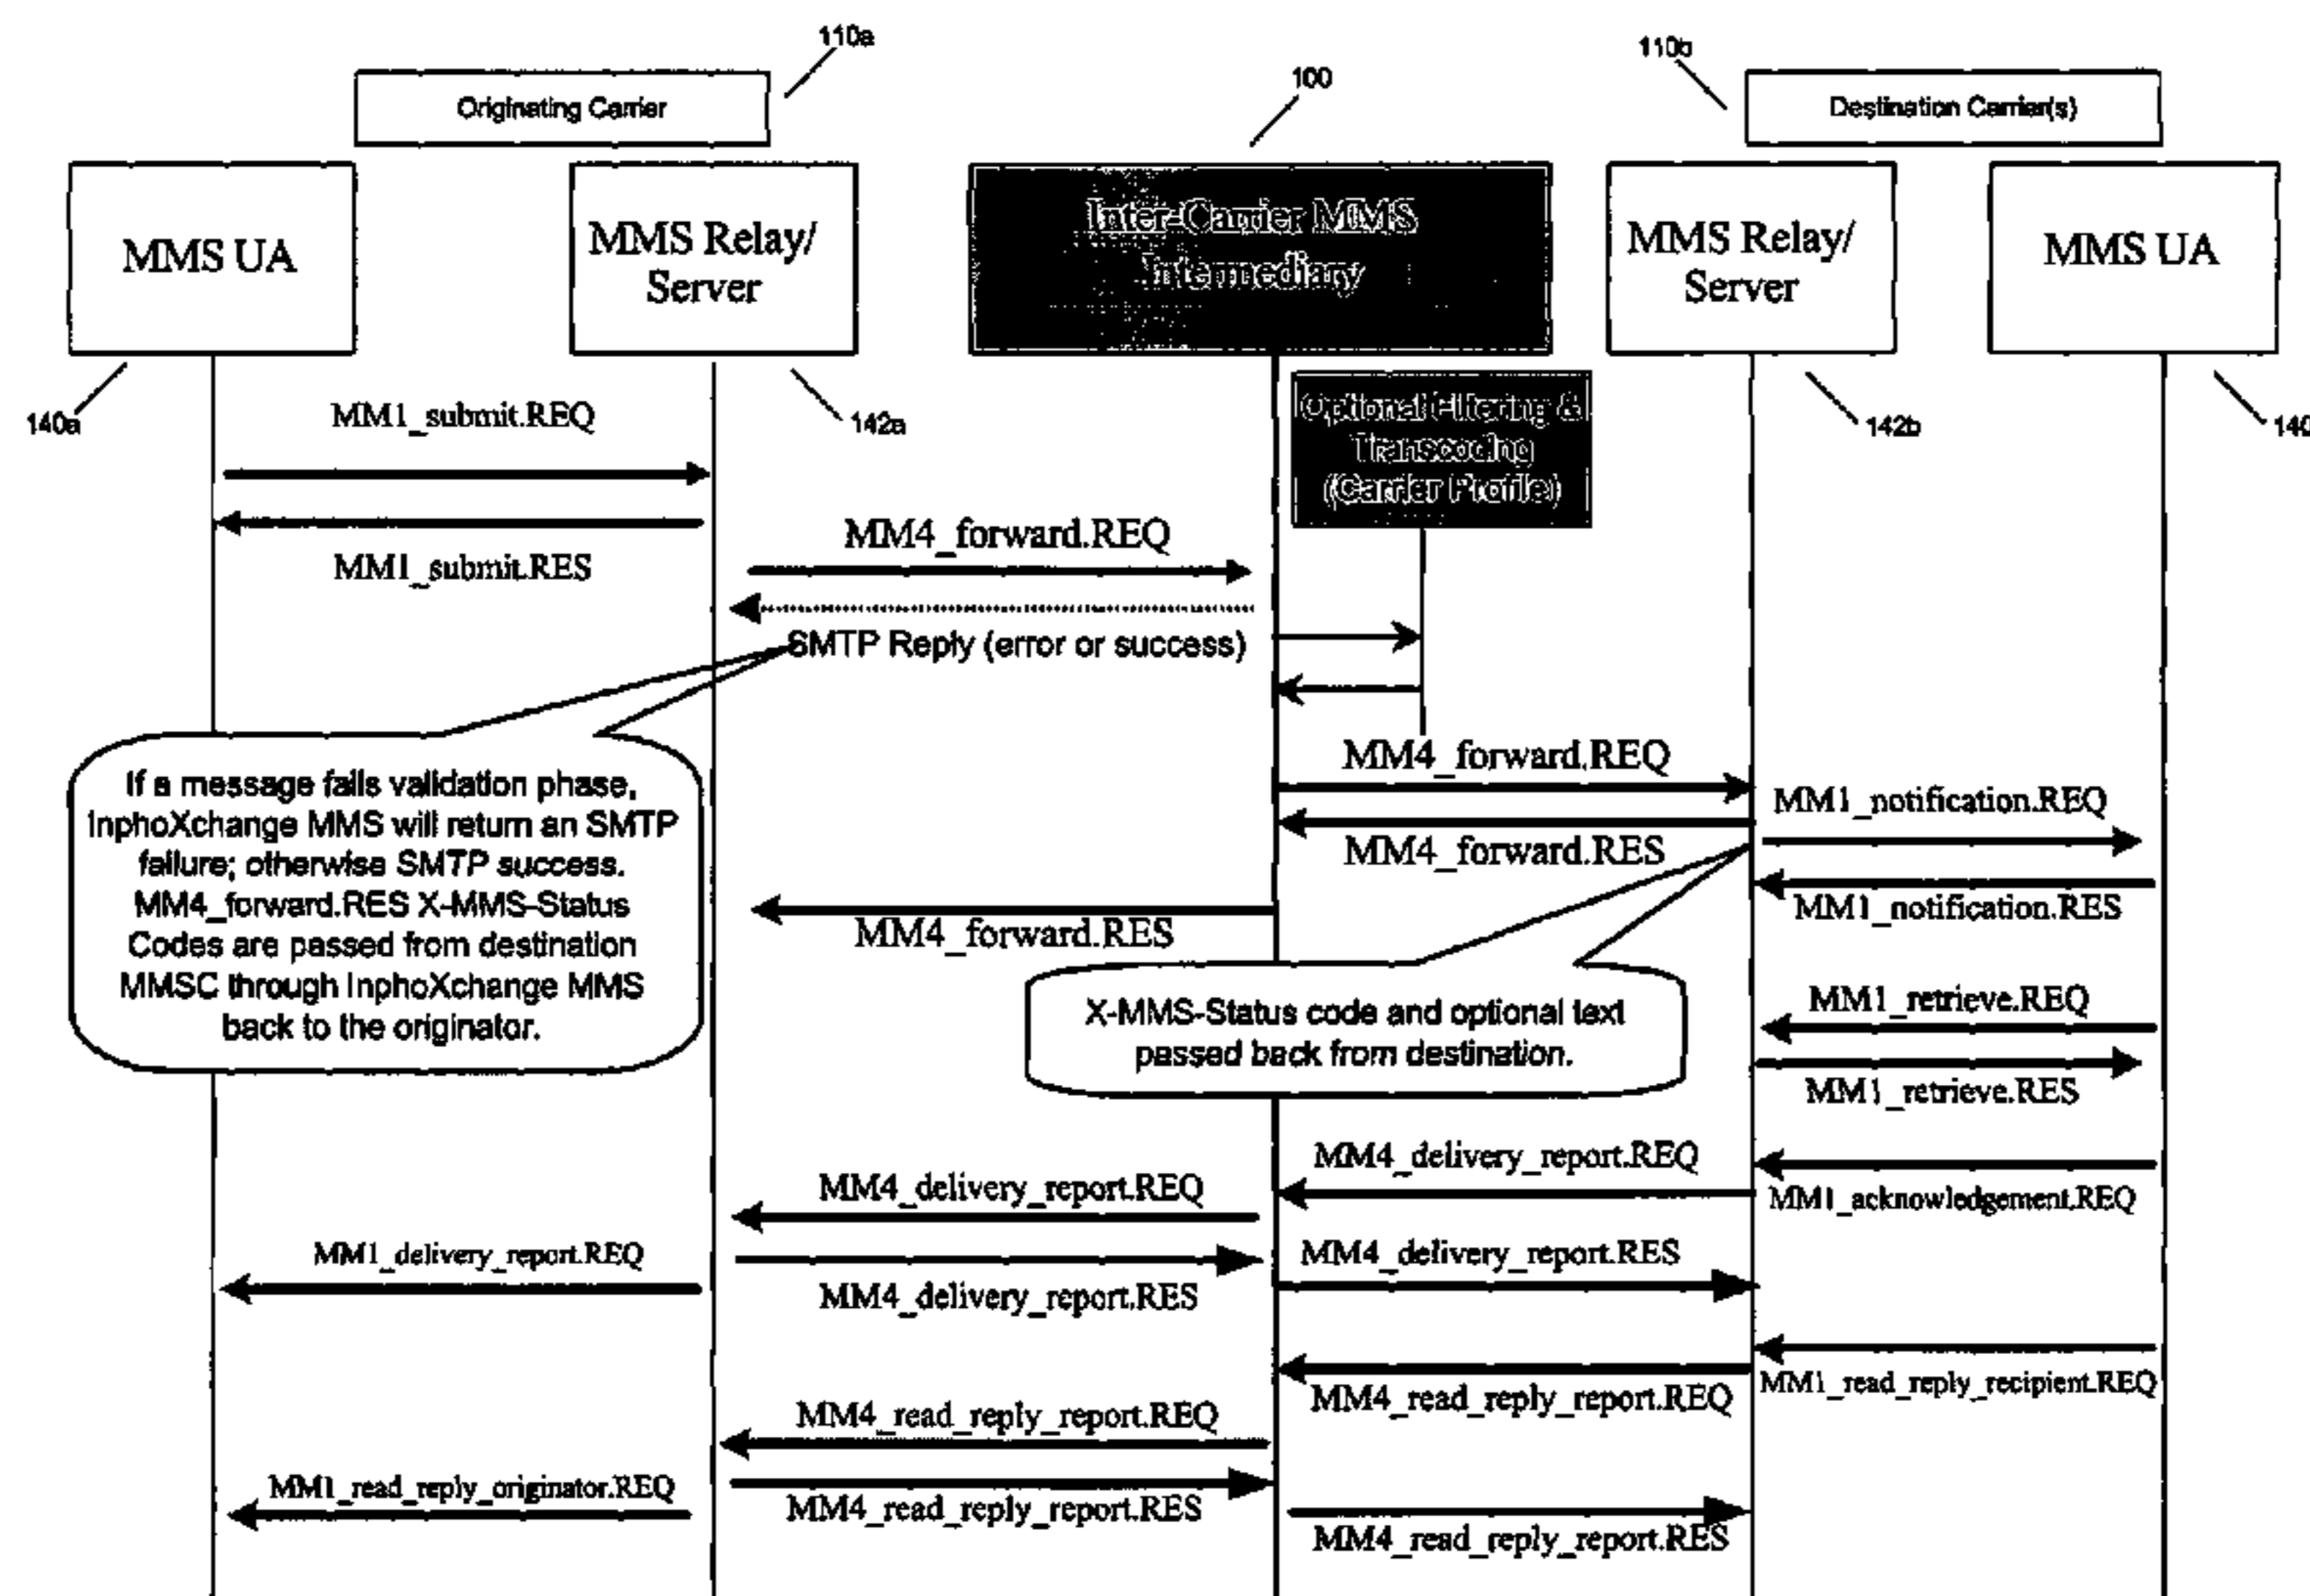 110a
110b
100
Originating Carrier
Destination Carrier(s)
MMS UA
MMS Relay/
Server
Inter-Carrier MMS
Intermediary
MMS Relay/
Server
MMS UA
140a
142a
Optional Filtering &
Transcoding
(Carrier Profile)
142b
140
MM1_submit.REQ
MM1_submit.RES
MM4_forward.REQ
SMTP Reply (error or success)
If a message fails validation phase,
InphoXchange MMS will return an SMTP
failure; otherwise SMTP success.
MM4_forward.RES X-MMS-Status
Codes are passed from destination
MMSC through InphoXchange MMS
back to the originator.
MM4_forward.REQ
MM4_forward.RES
MM1_notification.REQ
MM1_notification.RES
MM4_forward.RES
X-MMS-Status code and optional text
passed back from destination.
MM1_retrieve.REQ
MM1_retrieve.RES
MM4_delivery_report.REQ
MM1_acknowledgement.REQ
MM4_delivery_report.REQ
MM1_delivery_report.REQ
MM4_delivery_report.RES
MM4_delivery_report.RES
MM1_read_reply_recipient.REQ
MM4_read_reply_report.REQ
MM4_read_reply_report.REQ
MM1_read_reply_originator.REQ
MM4_read_reply_report.RES
MM4_read_reply_report.RES